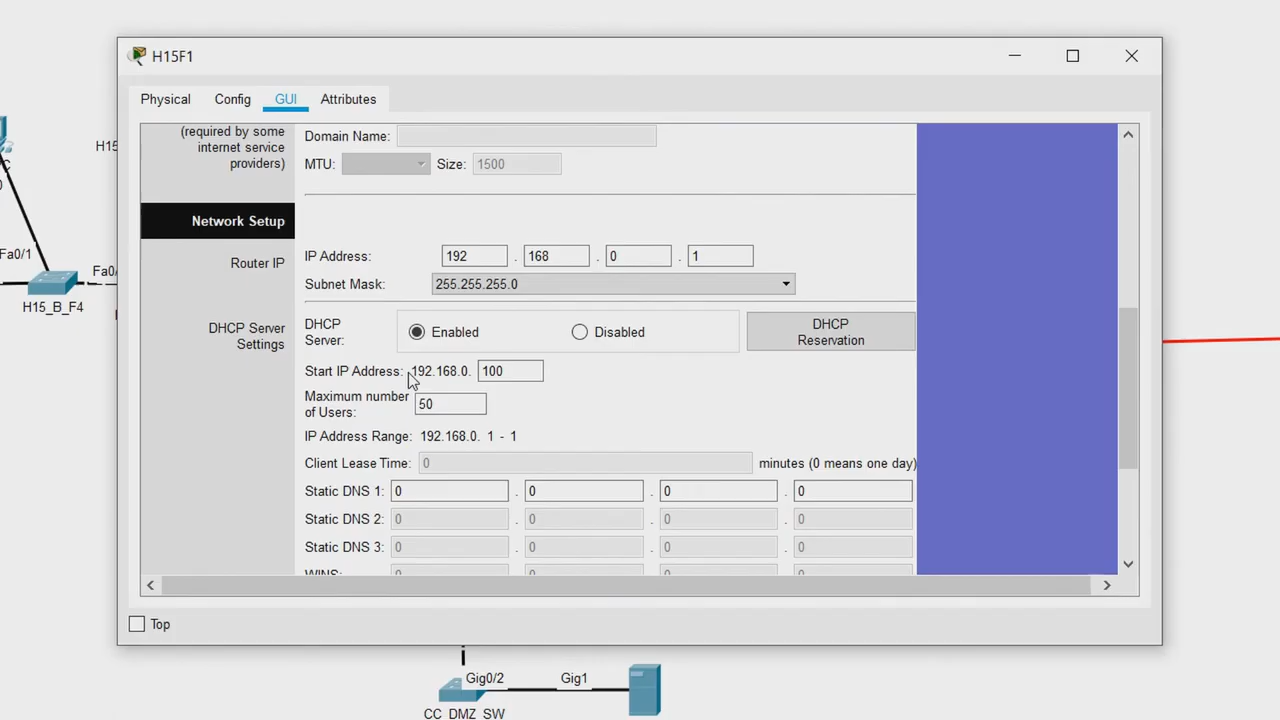 H15F1
Physical Config GUI Attributes
(required by some
internet service
providers)
Domain Name:
MTU: Size: 1500
Network Setup
Router IP
IP Address: 192 . 168 . 0 . 1
Subnet Mask: 255.255.255.0
DHCP Server
Settings
DHCP
Server:
Enabled Disabled
DHCP
Reservation
Start IP Address: 192.168.0. 100
Maximum number
of Users:
50
IP Address Range: 192.168.0. 1 - 1
Client Lease Time: 0 minutes (0 means one day)
Static DNS 1: 0 . 0 . 0 . 0
Static DNS 2: 0 . 0 . 0 . 0
Static DNS 3: 0 . 0 . 0 . 0
WINS: 0 . 0 . 0 . 0
Top
H15
Fa0/1
Fa0/
H15_B_F4
Gig0/2
Gig1
CC_DMZ_SW